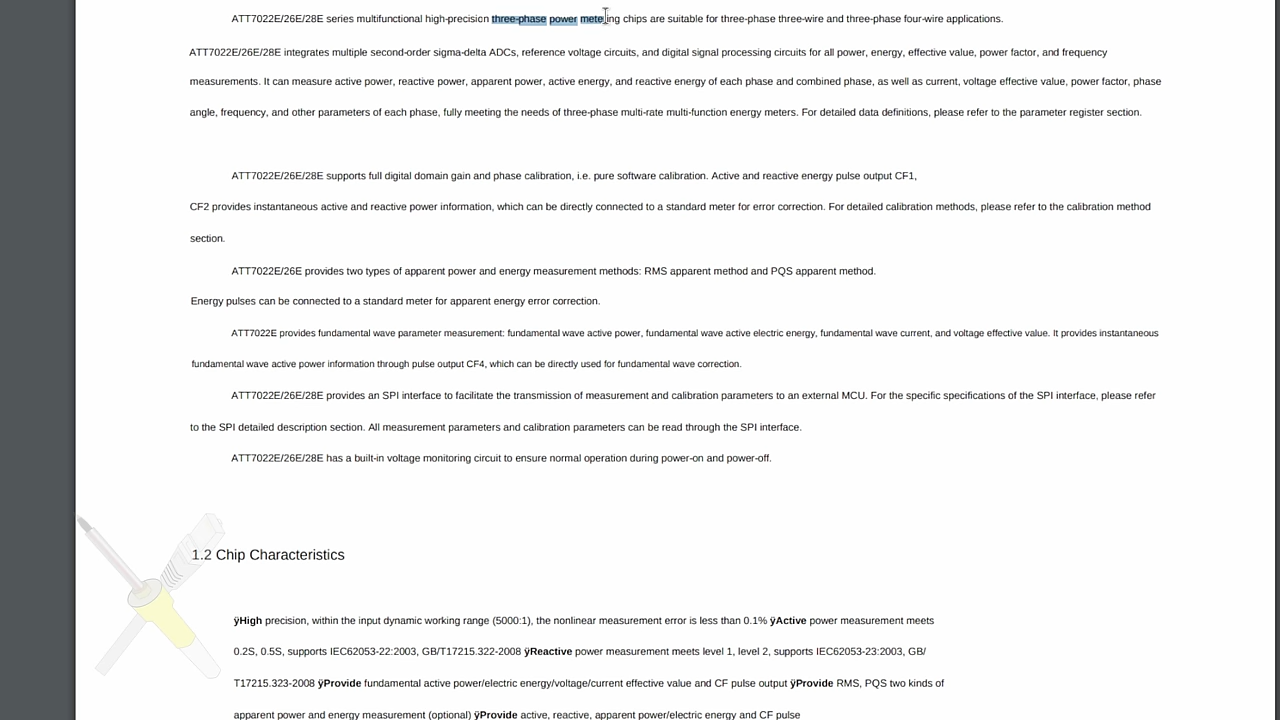 ATT7022E/26E/28E series multifunctional high-precision three-phase power metering chips are suitable for three-phase three-wire and three-phase four-wire applications.
ATT7022E/26E/28E integrates multiple second-order sigma-delta ADCs, reference voltage circuits, and digital signal processing circuits for all power, energy, effective value, power factor, and frequency
measurements. It can measure active power, reactive power, apparent power, active energy, and reactive energy of each phase and combined phase, as well as current, voltage effective value, power factor, phase
angle, frequency, and other parameters of each phase, fully meeting the needs of three-phase multi-rate multi-function energy meters. For detailed data definitions, please refer to the parameter register section.
ATT7022E/26E/28E supports full digital domain gain and phase calibration, i.e. pure software calibration. Active and reactive energy pulse output CF1,
CF2 provides instantaneous active and reactive power information, which can be directly connected to a standard meter for error correction. For detailed calibration methods, please refer to the calibration method
section.
ATT7022E/26E provides two types of apparent power and energy measurement methods: RMS apparent method and PQS apparent method.
Energy pulses can be connected to a standard meter for apparent energy error correction.
ATT7022E provides fundamental wave parameter measurement: fundamental wave active power, fundamental wave active electric energy, fundamental wave current, and voltage effective value. It provides instantaneous
fundamental wave active power information through pulse output CF4, which can be directly used for fundamental wave correction.
ATT7022E/26E/28E provides an SPI interface to facilitate the transmission of measurement and calibration parameters to an external MCU. For the specific specifications of the SPI interface, please refer
to the SPI detailed description section. All measurement parameters and calibration parameters can be read through the SPI interface.
ATT7022E/26E/28E has a built-in voltage monitoring circuit to ensure normal operation during power-on and power-off.
1.2 Chip Characteristics
ÿHigh precision, within the input dynamic working range (5000:1), the nonlinear measurement error is less than 0.1% ÿActive power measurement meets
0.2S, 0.5S, supports IEC62053-22:2003, GB/T17215.322-2008 ÿReactive power measurement meets level 1, level 2, supports IEC62053-23:2003, GB/
T17215.323-2008 ÿProvide fundamental active power/electric energy/voltage/current effective value and CF pulse output ÿProvide RMS, PQS two kinds of
apparent power and energy measurement (optional) ÿProvide active, reactive, apparent power/electric energy and CF pulse